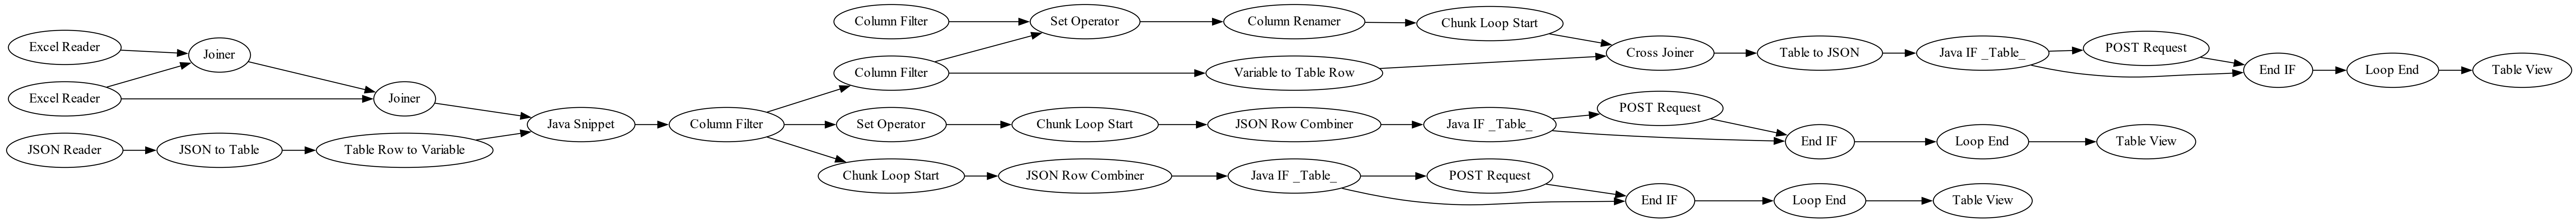 Excel Reader
Excel Reader
JSON Reader
Joiner
JSON to Table
Joiner
Table Row to Variable
Java Snippet
Column Filter
Column Filter
Column Filter
Set Operator
Chunk Loop Start
Set Operator
Chunk Loop Start
JSON Row Combiner
Column Renamer
Variable to Table Row
JSON Row Combiner
Java IF _Table_
Chunk Loop Start
Java IF _Table_
POST Request
Cross Joiner
POST Request
End IF
Table to JSON
End IF
Loop End
Java IF _Table_
Loop End
Table View
POST Request
Table View
End IF
Loop End
Table View